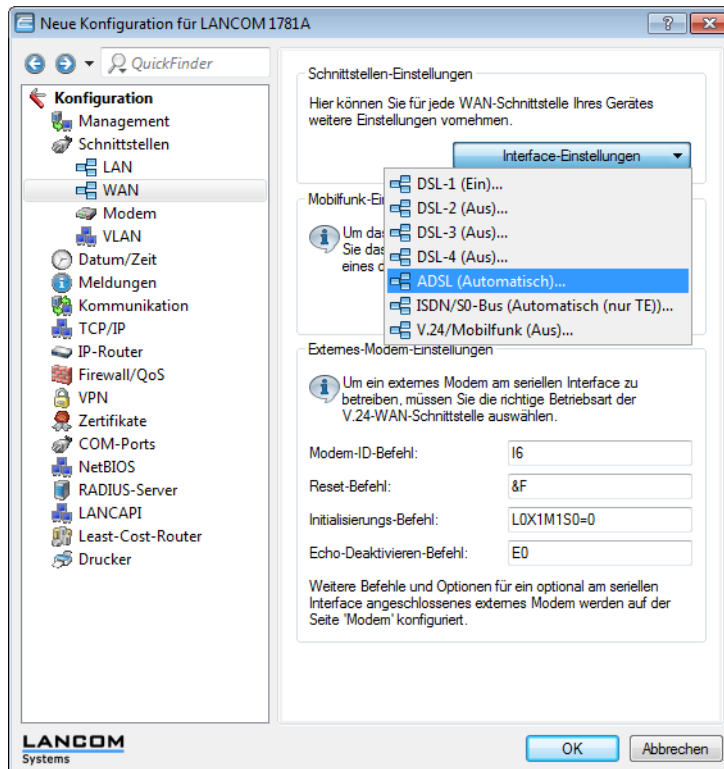 Neue Konfiguration für LANCOM 1781A
QuickFinder
Konfiguration
Management
Schnittstellen
LAN
WAN
Modem
VLAN
Datum/Zeit
Meldungen
Kommunikation
TCP/IP
IP-Router
Firewall/QoS
VPN
Zertifikate
COM-Ports
NetBIOS
RADIUS-Server
LANCAPI
Least-Cost-Router
Drucker
Schnittstellen-Einstellungen
Hier können Sie für jede WAN-Schnittstelle Ihres Gerätes
weitere Einstellungen vornehmen.
Interface-Einstellungen
DSL-1 (Ein)...
DSL-2 (Aus)...
DSL-3 (Aus)...
DSL-4 (Aus)...
ADSL (Automatisch)...
ISDN/S0-Bus (Automatisch (nur TE))...
V.24/Mobilfunk (Aus)...
Mobilfunk-Ei
Um das
Sie das
eines d
Externes-Modem-Einstellungen
Um ein externes Modem am seriellen Interface zu
betreiben, müssen Sie die richtige Betriebsart der
V.24-WAN-Schnittstelle auswählen.
Modem-ID-Befehl: I6
Reset-Befehl: &F
Initialisierungs-Befehl: L0X1M1S0=0
Echo-Deaktivieren-Befehl: E0
Weitere Befehle und Optionen für ein optional am seriellen
Interface angeschlossenes externes Modem werden auf der
Seite 'Modem' konfiguriert.
LANCOM
Systems
OK
Abbrechen